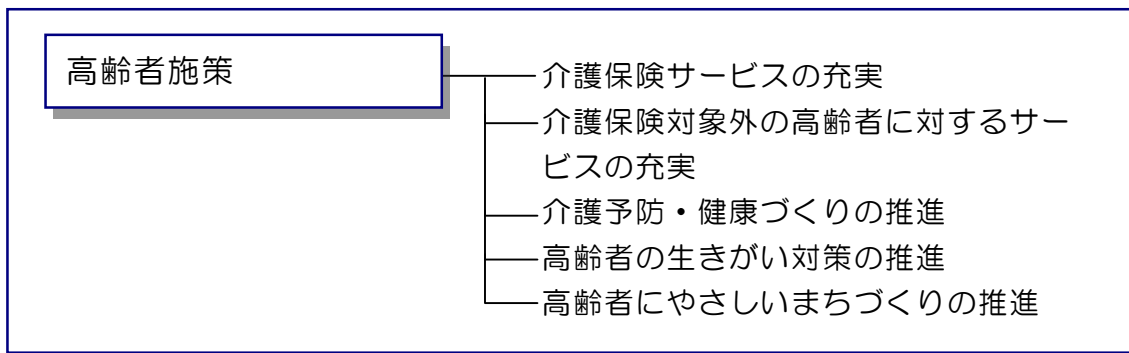 高齢者施策
介護保険サービスの充実
介護保険対象外の高齢者に対するサー
ビスの充実
介護予防・健康づくりの推進
高齢者の生きがい対策の推進
高齢者にやさしいまちづくりの推進